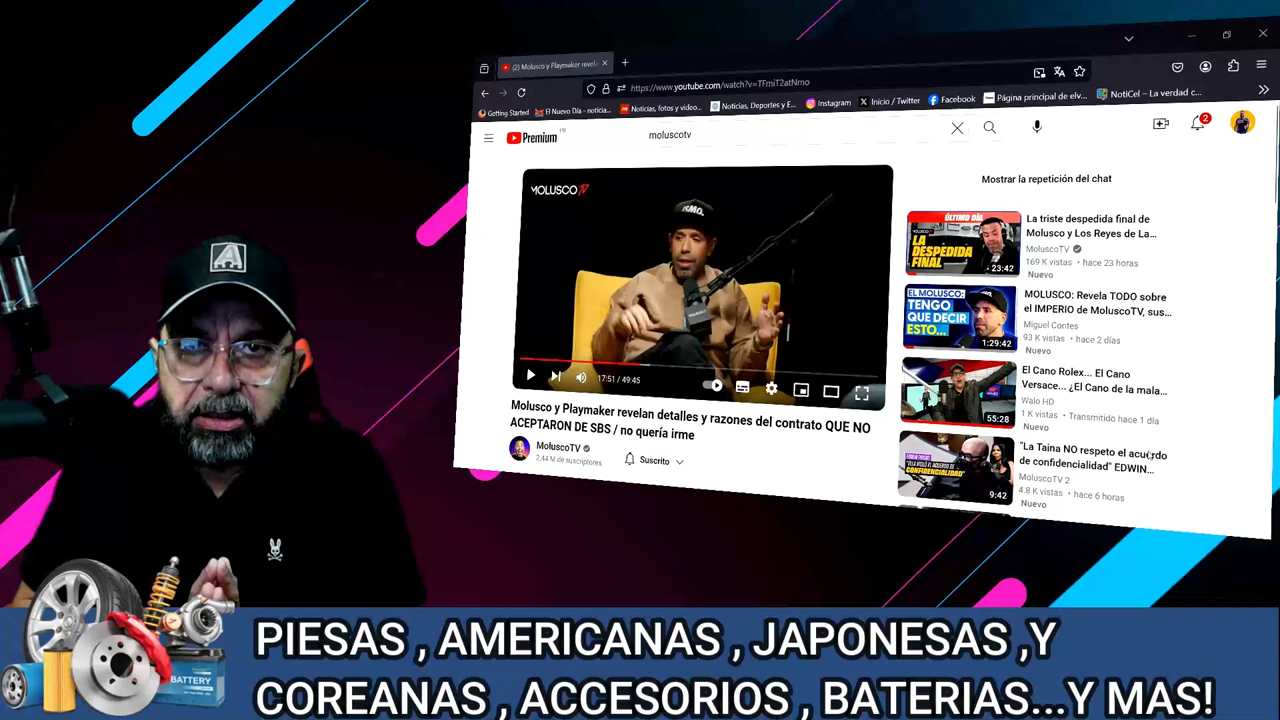 (2) Molusco y Playmaker revela
https://www.youtube.com/watch?v=TFmiT2atNmo
Getting Started
El Nuevo Día – noticia...
Noticias, fotos y video...
Noticias, Deportes y E...
Instagram
Inicio / Twitter
Facebook
Página principal de elv...
NotiCel – La verdad c...
Premium PR
moluscotv
2
MOLUSCO TV
17:51 / 49:45
Molusco y Playmaker revelan detalles y razones del contrato QUE NO
ACEPTARON DE SBS / no quería irme
MoluscoTV
2.44 M de suscriptores
Suscrito
Mostrar la repetición del chat
ÚLTIMO DÍA
LA
DESPEDIDA
FINAL
23:42
La triste despedida final de
Molusco y Los Reyes de La...
MoluscoTV
169 K vistas • hace 23 horas
Nuevo
EL MOLUSCO:
TENGO
QUE DECIR
ESTO...
1:29:42
MOLUSCO: Revela TODO sobre
el IMPERIO de MoluscoTV, sus...
Miguel Contes
93 K vistas • hace 2 días
Nuevo
55:28
El Cano Rolex... El Cano
Versace... ¿El Cano de la mala...
Walo HD
1 K vistas • Transmitido hace 1 día
Nuevo
CONFIDENCIALIDAD"
9:42
"La Taina NO respeto el acuerdo
de confidencialidad" EDWIN...
MoluscoTV 2
4.8 K vistas • hace 6 horas
Nuevo
A
BATTERY
PIESAS , AMERICANAS , JAPONESAS ,Y
COREANAS , ACCESORIOS , BATERIAS...Y MAS!